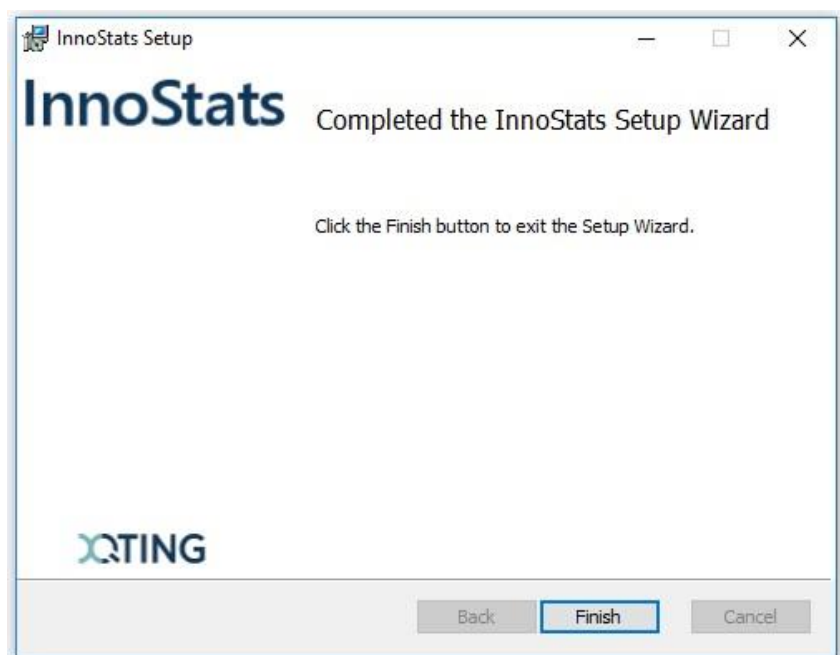 InnoStats Setup
InnoStats
Completed the InnoStats Setup Wizard
Click the Finish button to exit the Setup Wizard.
XQTING
Back
Finish
Cancel